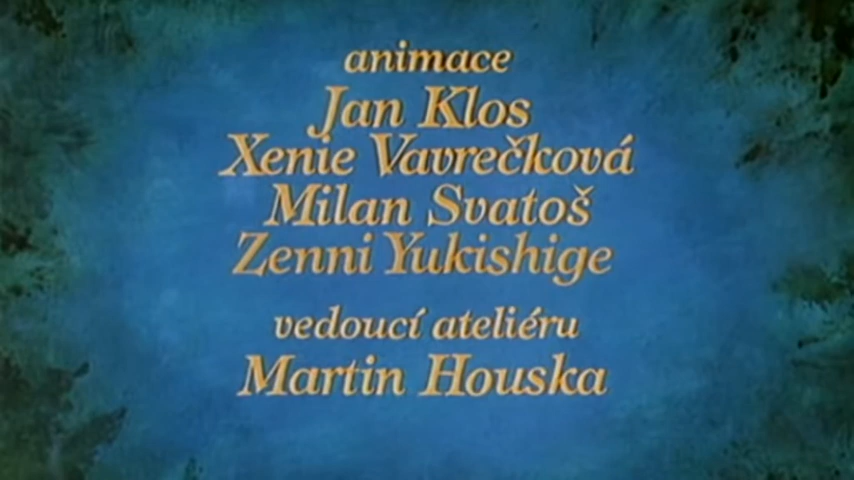 animace
Jan Klos
Xenie Vavrečková
Milan Svatoš
Zenni Yukishige
vedoucí ateliéru
Martin Houska